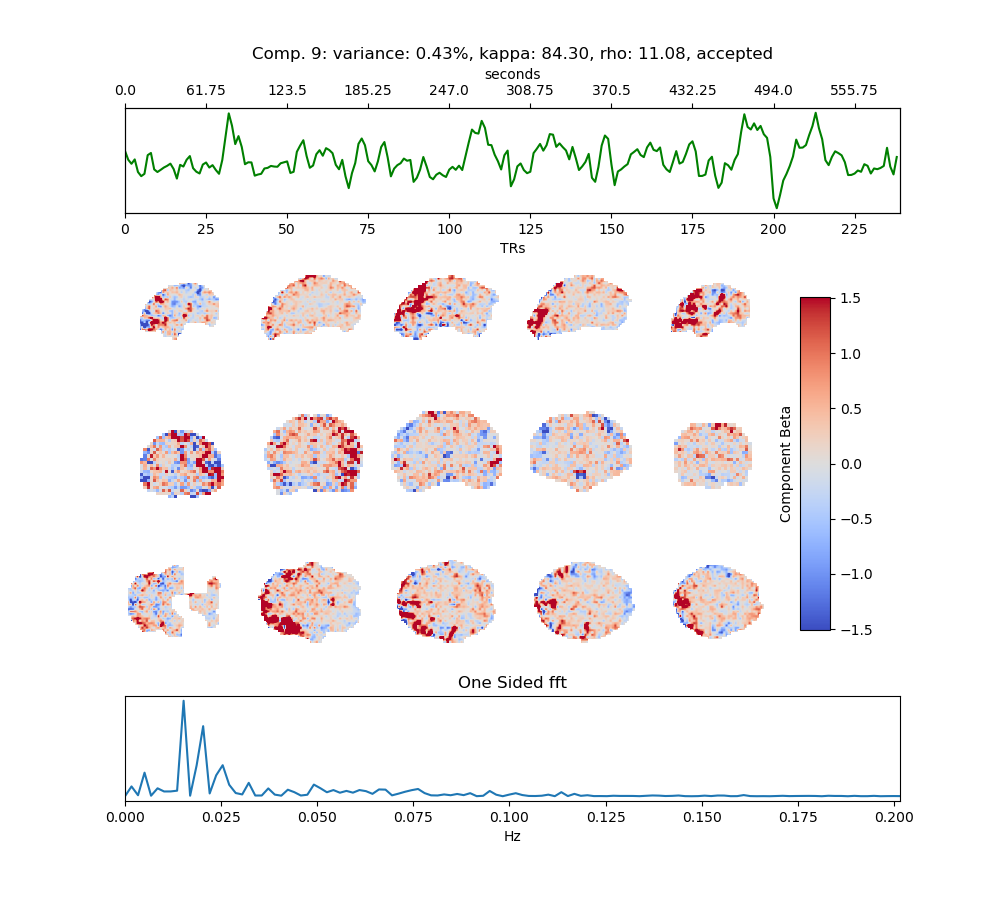 Comp. 9: variance: 0.43%, kappa: 84.30, rho: 11.08, accepted
seconds
0.0 61.75 123.5 185.25 247.0 308.75 370.5 432.25 494.0 555.75
0 25 50 75 100 125 150 175 200 225
TRs
1.5
1.0
0.5
0.0
−0.5
−1.0
−1.5
Component Beta
One Sided fft
0.000 0.025 0.050 0.075 0.100 0.125 0.150 0.175 0.200
Hz